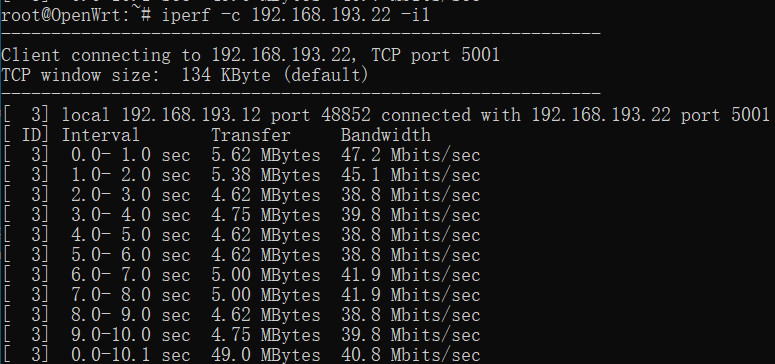 root@OpenWrt:~# iperf -c 192.168.193.22 -i1
------------------------------------------------------------
Client connecting to 192.168.193.22, TCP port 5001
TCP window size:  134 KByte (default)
------------------------------------------------------------
[  3] local 192.168.193.12 port 48852 connected with 192.168.193.22 port 5001
[ ID] Interval       Transfer     Bandwidth
[  3]  0.0- 1.0 sec  5.62 MBytes  47.2 Mbits/sec
[  3]  1.0- 2.0 sec  5.38 MBytes  45.1 Mbits/sec
[  3]  2.0- 3.0 sec  4.62 MBytes  38.8 Mbits/sec
[  3]  3.0- 4.0 sec  4.75 MBytes  39.8 Mbits/sec
[  3]  4.0- 5.0 sec  4.62 MBytes  38.8 Mbits/sec
[  3]  5.0- 6.0 sec  4.62 MBytes  38.8 Mbits/sec
[  3]  6.0- 7.0 sec  5.00 MBytes  41.9 Mbits/sec
[  3]  7.0- 8.0 sec  5.00 MBytes  41.9 Mbits/sec
[  3]  8.0- 9.0 sec  4.62 MBytes  38.8 Mbits/sec
[  3]  9.0-10.0 sec  4.75 MBytes  39.8 Mbits/sec
[  3]  0.0-10.1 sec  49.0 MBytes  40.8 Mbits/sec